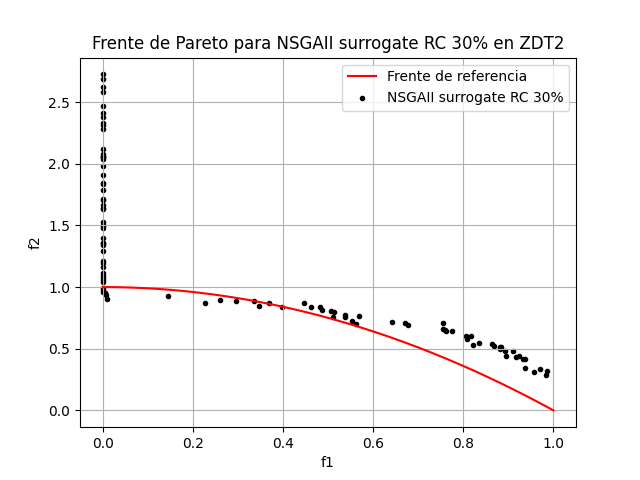 Frente de Pareto para NSGAII surrogate RC 30% en ZDT2
Frente de referencia
NSGAII surrogate RC 30%
f2
2.5
2.0
1.5
1.0
0.5
0.0
0.0 0.2 0.4 0.6 0.8 1.0
f1